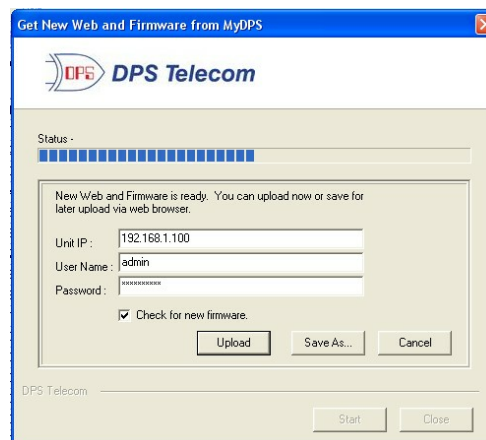 Get New Web and Firmware from MyDPS
DPS DPS Telecom
Status -
New Web and Firmware is ready. You can upload now or save for
later upload via web browser.
Unit IP : 192.168.1.100
User Name : admin
Password : **********
Check for new firmware.
Upload Save As... Cancel
DPS Telecom
Start Close